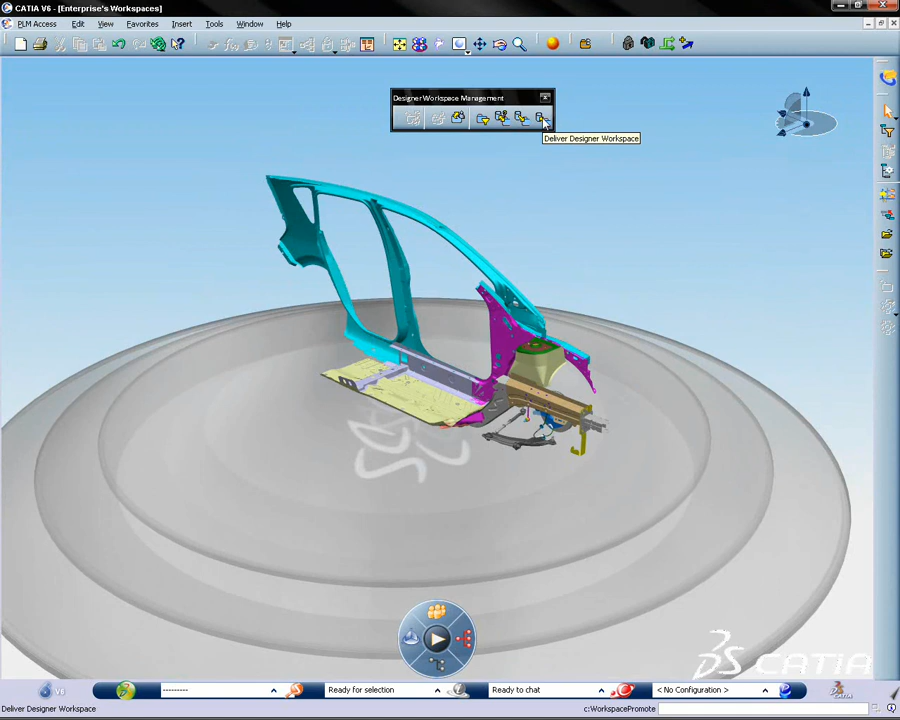 CATIA V6 - [Enterprise's Workspaces]
PLM Access Edit View Favorites Insert Tools Window Help
Designer Workspace Management
Deliver Designer Workspace
CATIA
V6 --------- Ready for selection Ready to chat < No Configuration >
Deliver Designer Workspace c:WorkspacePromote